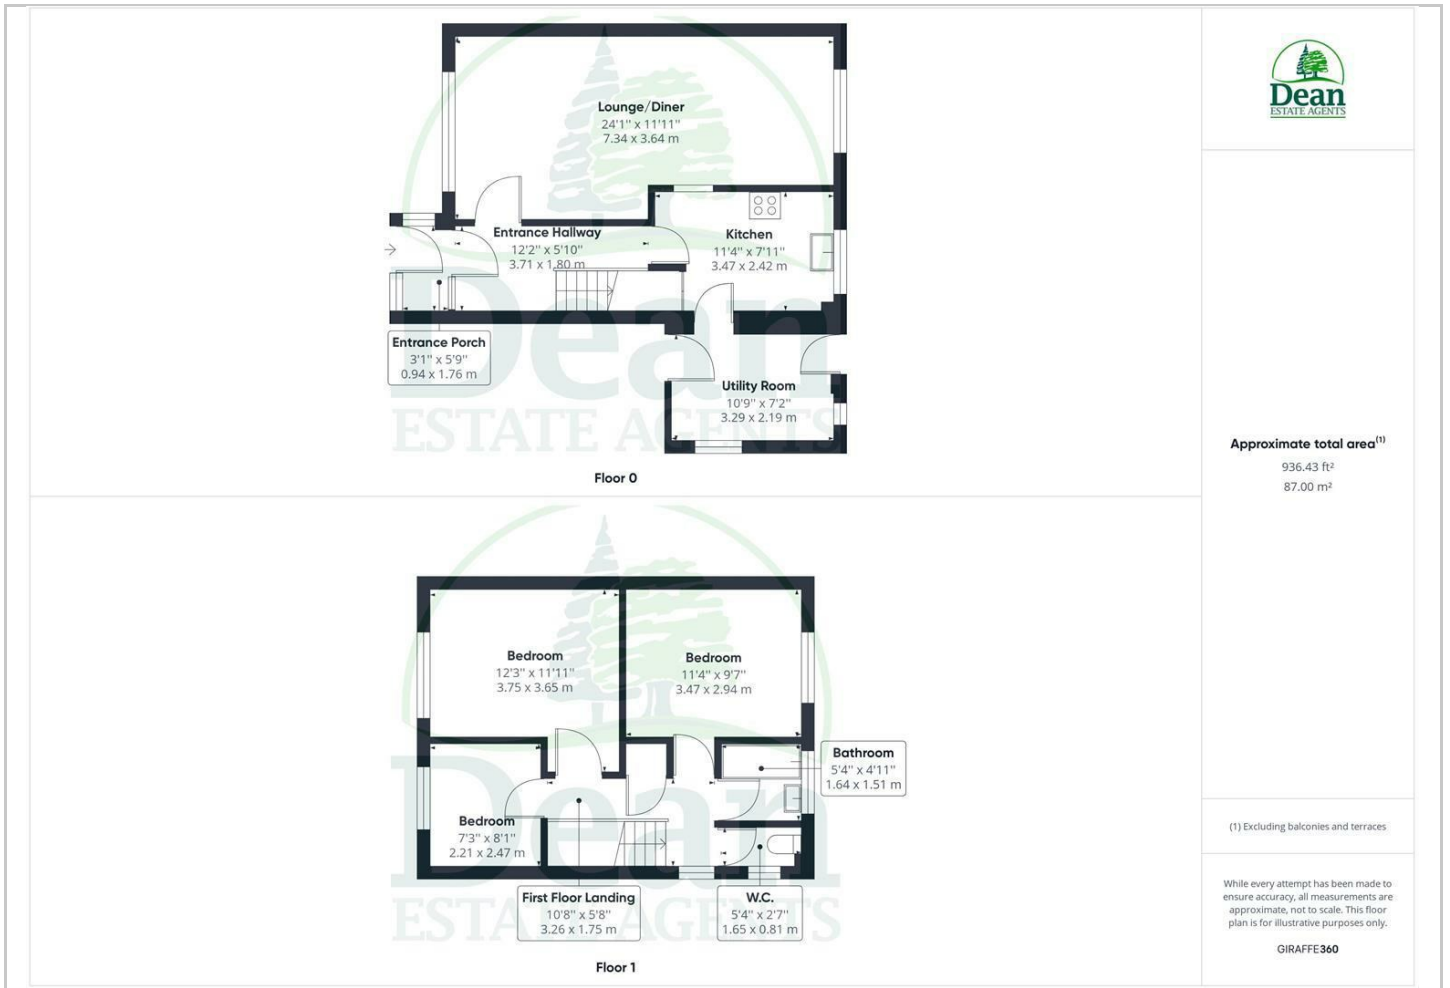 Lounge/Diner
24'1" x 11'11"
7.34 x 3.64 m
Entrance Hallway
12'2" x 5'10"
3.71 x 1.80 m
Kitchen
11'4" x 7'11"
3.47 x 2.42 m
Entrance Porch
3'1" x 5'9"
0.94 x 1.76 m
Utility Room
10'9" x 7'2"
3.29 x 2.19 m
Dean
ESTATE AGENTS
Floor 0
Bedroom
12'3" x 11'11"
3.75 x 3.65 m
Bedroom
11'4" x 9'7"
3.47 x 2.94 m
Bathroom
5'4" x 4'11"
1.64 x 1.51 m
Bedroom
7'3" x 8'1"
2.21 x 2.47 m
First Floor Landing
10'8" x 5'8"
3.26 x 1.75 m
W.C.
5'4" x 2'7"
1.65 x 0.81 m
Dean
ESTATE AGENTS
Floor 1
Dean
ESTATE AGENTS
Approximate total area(1)
936.43 ft²
87.00 m²
(1) Excluding balconies and terraces
While every attempt has been made to
ensure accuracy, all measurements are
approximate, not to scale. This floor
plan is for illustrative purposes only.
GIRAFFE360